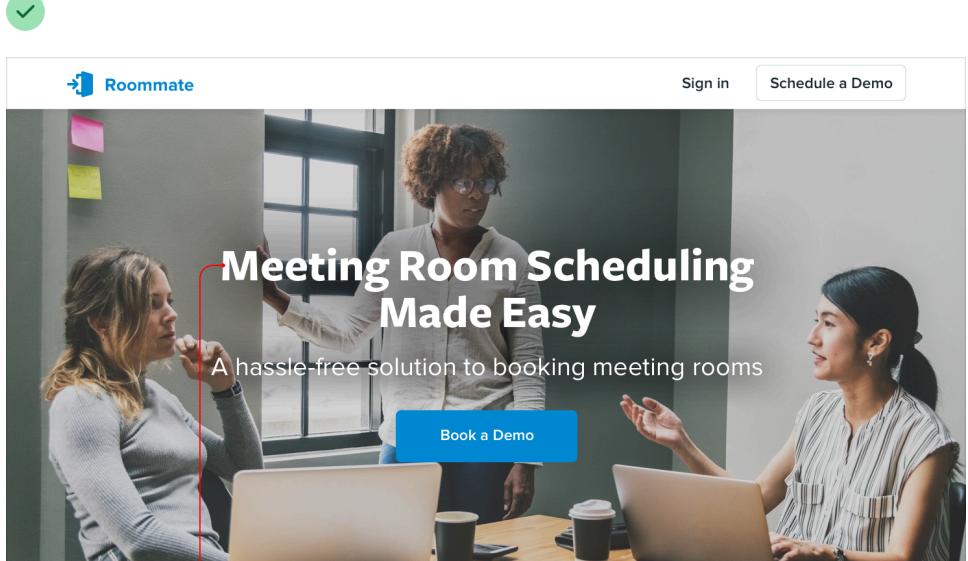 Roommate
Sign in
Schedule a Demo
Meeting Room Scheduling
Made Easy
A hassle-free solution to booking meeting rooms
Book a Demo